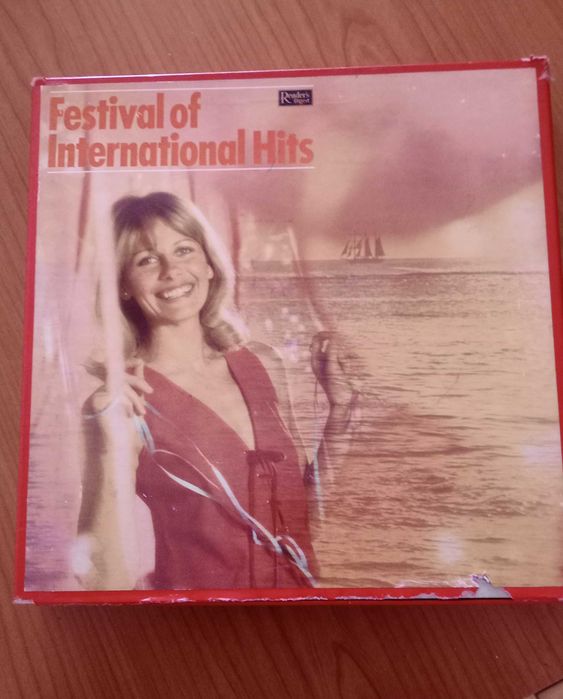 Festival of
International Hits
Reader's
Digest